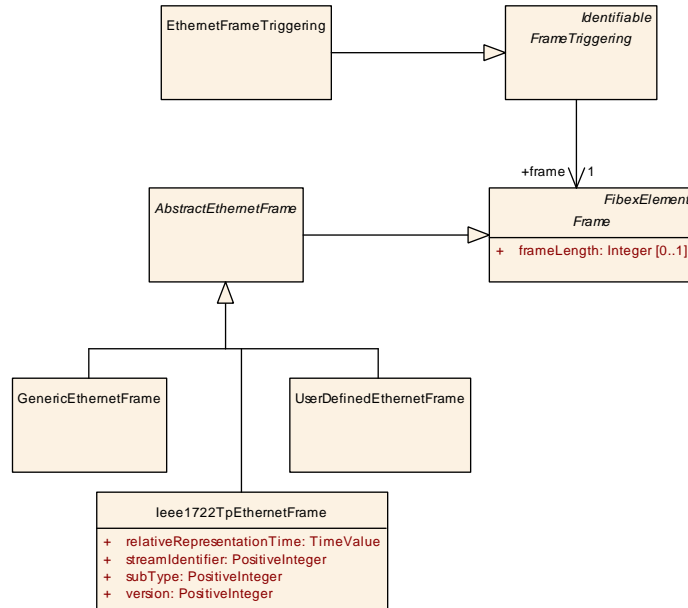 EthernetFrameTriggering
Identifiable
FrameTriggering
+frame 1
AbstractEthernetFrame
FibexElement
Frame
+ frameLength: Integer [0..1]
GenericEthernetFrame
UserDefinedEthernetFrame
Ieee1722TpEthernetFrame
+ relativeRepresentationTime: TimeValue
+ streamIdentifier: PositiveInteger
+ subType: PositiveInteger
+ version: PositiveInteger